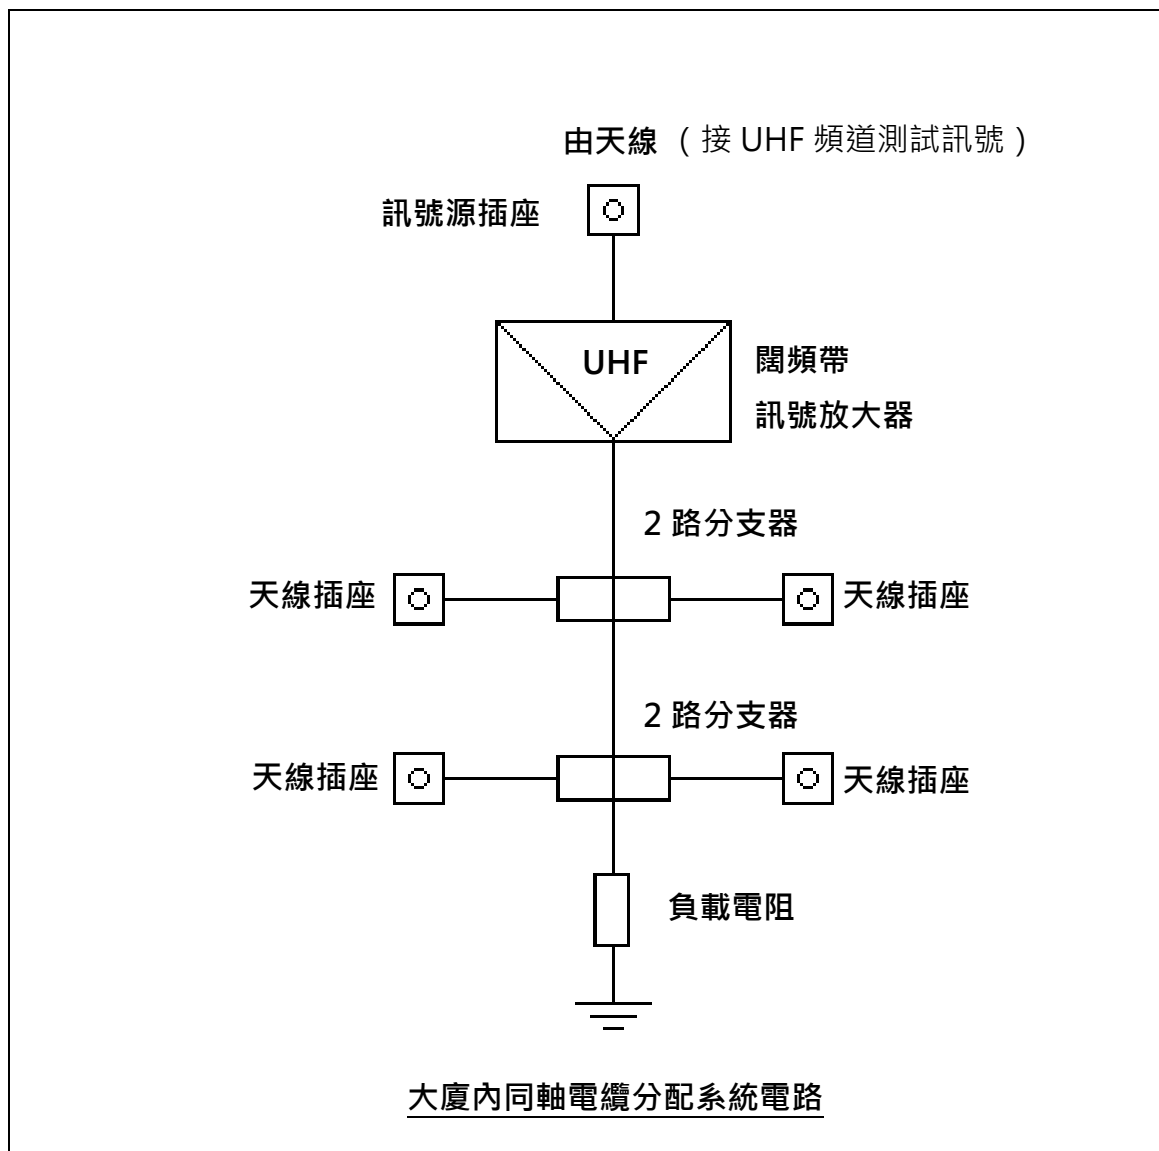 由天線 ( 接 UHF 頻道測試訊號 )
訊號源插座
UHF
闊頻帶
訊號放大器
2 路分支器
天線插座
天線插座
2 路分支器
天線插座
天線插座
負載電阻
大廈內同軸電纜分配系統電路